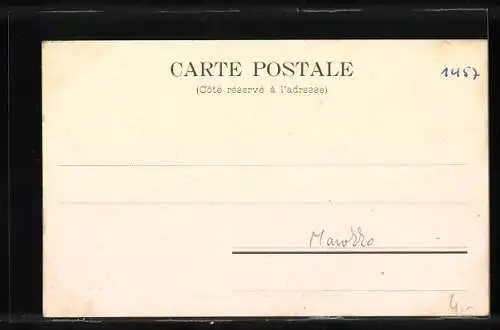 CARTE POSTALE
1457
(Côté réservé à l'adresse)
Marokko